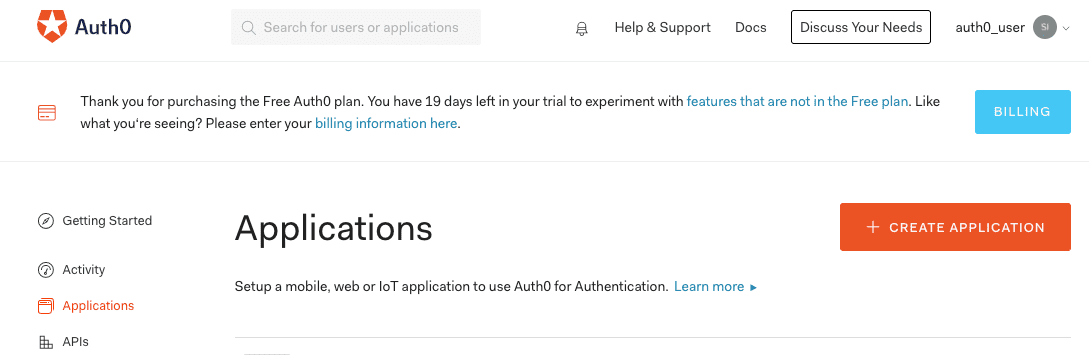 Auth0
Search for users or applications
Help & Support
Docs
Discuss Your Needs
auth0_user
SI
Thank you for purchasing the Free Auth0 plan. You have 19 days left in your trial to experiment with features that are not in the Free plan. Like
what you‘re seeing? Please enter your billing information here.
BILLING
Getting Started
Activity
Applications
APIs
Applications
+ CREATE APPLICATION
Setup a mobile, web or IoT application to use Auth0 for Authentication. Learn more ▸